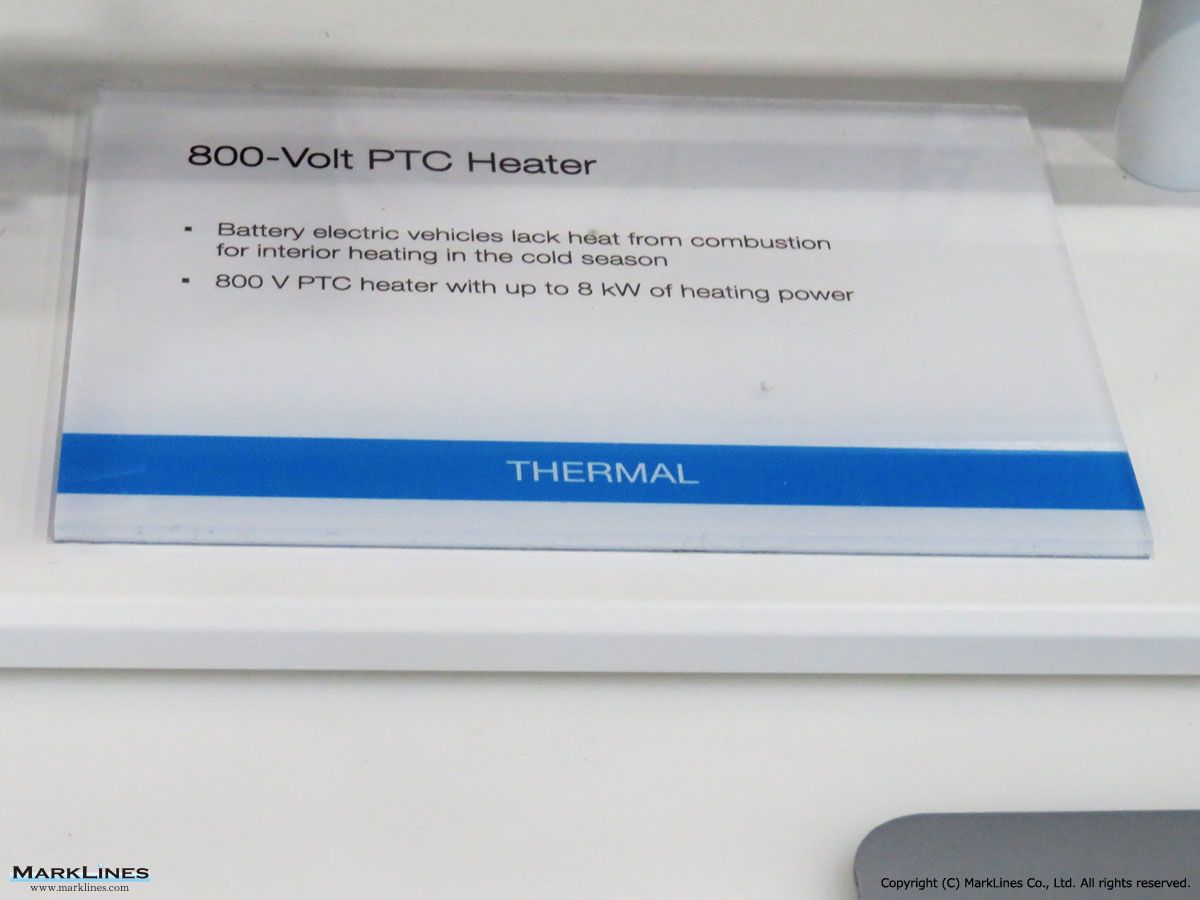 800-Volt PTC Heater
▪ Battery electric vehicles lack heat from combustion
for interior heating in the cold season
▪ 800 V PTC heater with up to 8 kW of heating power
THERMAL
MARKLINES
www.marklines.com
Copyright (C) MarkLines Co., Ltd. All rights reserved.